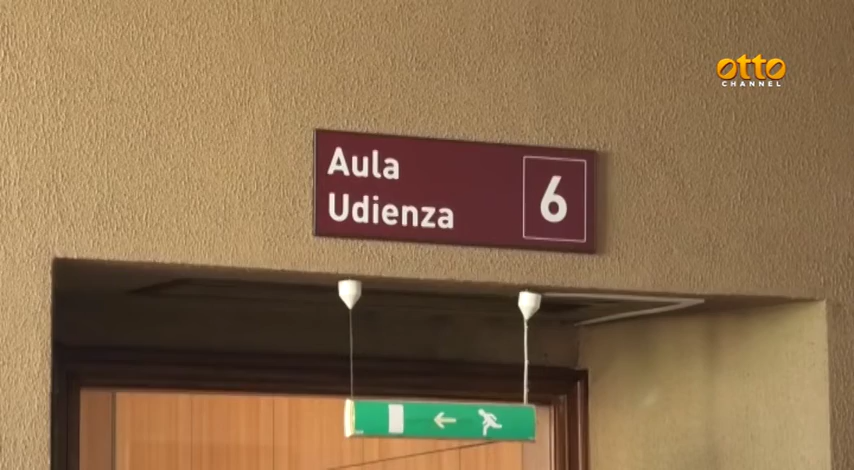 otto
CHANNEL
Aula
Udienza
6